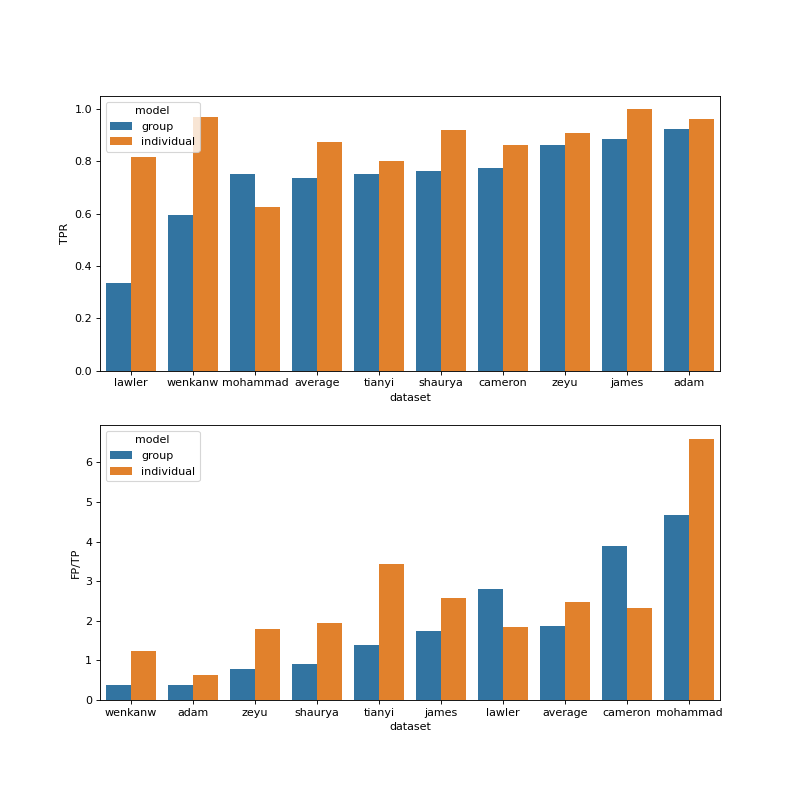 model
group
individual
1.0
0.8
0.6
0.4
0.2
0.0
TPR
lawler wenkanw mohammad average tianyi shaurya cameron zeyu james adam
dataset
model
group
individual
6
5
4
3
2
1
0
FP/TP
wenkanw adam zeyu shaurya tianyi james lawler average cameron mohammad
dataset